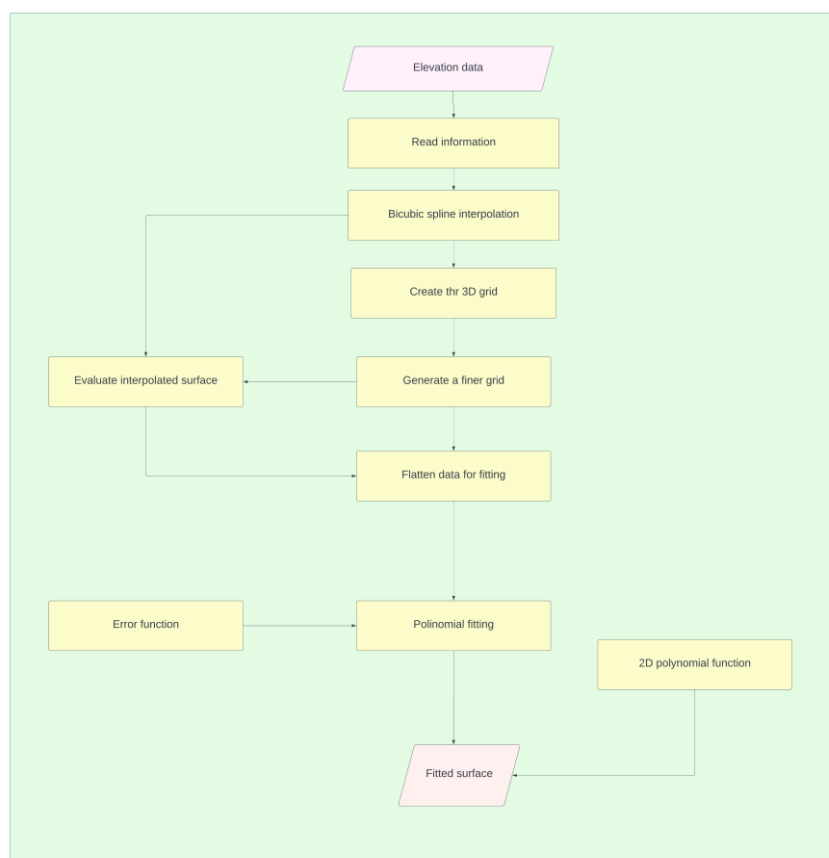 Elevation data
Read information
Bicubic spline interpolation
Create thr 3D grid
Evaluate interpolated surface
Generate a finer grid
Flatten data for fitting
Error function
Polinomial fitting
2D polynomial function
Fitted surface